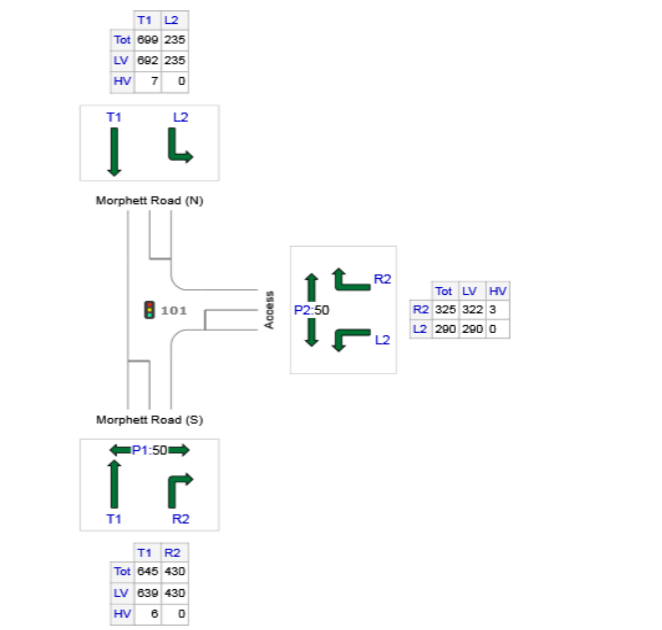 T1 L2
Tot 699 235
LV 692 235
HV 7 0
T1 L2
Morphett Road (N)
101
Access
R2
P2:50
L2
Tot LV HV
R2 325 322 3
L2 290 290 0
Morphett Road (S)
P1:50
T1 R2
T1 R2
Tot 645 430
LV 639 430
HV 6 0